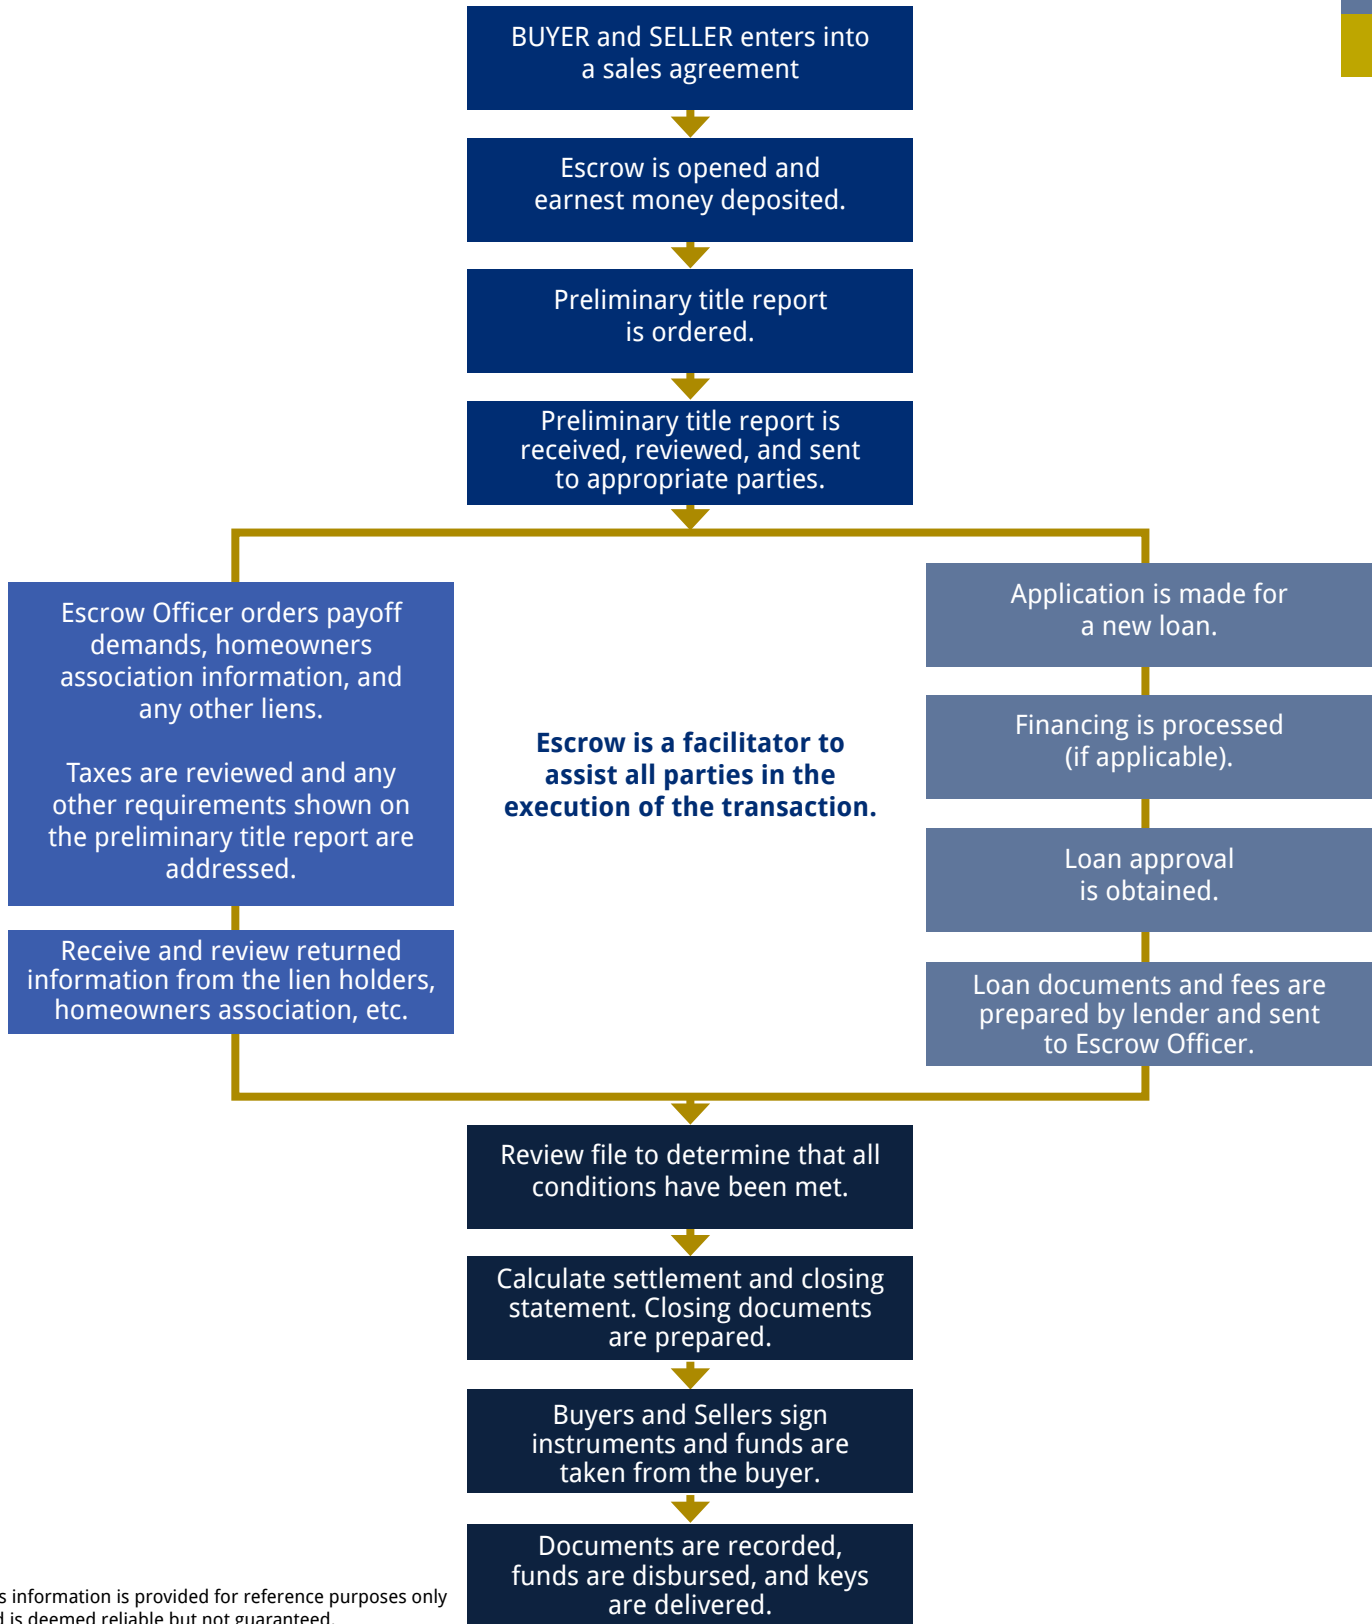 BUYER and SELLER enters into
a sales agreement
Escrow is opened and
earnest money deposited.
Preliminary title report
is ordered.
Preliminary title report is
received, reviewed, and sent
to appropriate parties.
Escrow Officer orders payoff
demands, homeowners
association information, and
any other liens.
Taxes are reviewed and any
other requirements shown on
the preliminary title report are
addressed.
Receive and review returned
information from the lien holders,
homeowners association, etc.
Escrow is a facilitator to
assist all parties in the
execution of the transaction.
Application is made for
a new loan.
Financing is processed
(if applicable).
Loan approval
is obtained.
Loan documents and fees are
prepared by lender and sent
to Escrow Officer.
Review file to determine that all
conditions have been met.
Calculate settlement and closing
statement. Closing documents
are prepared.
Buyers and Sellers sign
instruments and funds are
taken from the buyer.
Documents are recorded,
funds are disbursed, and keys
are delivered.
information is provided for reference purposes only
is deemed reliable but not guaranteed.